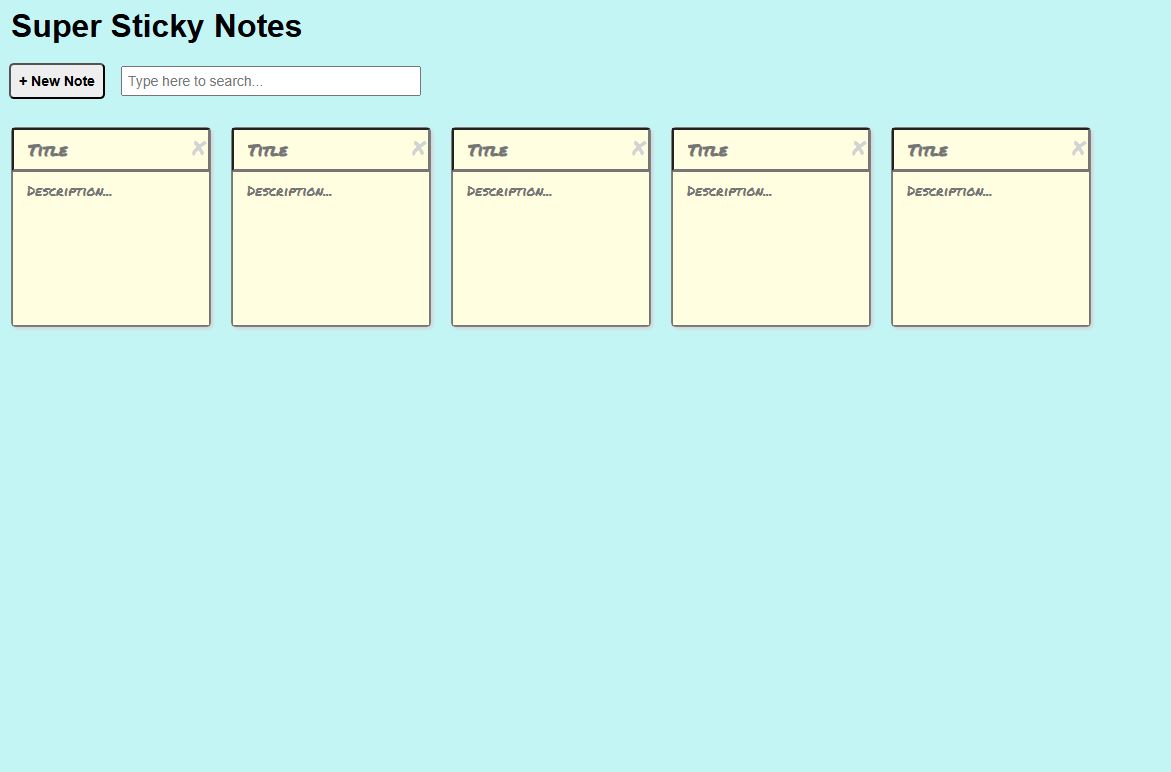 Super Sticky Notes
+ New Note Type here to search...
Title ✘ Title ✘ Title ✘ Title ✘ Title ✘
Description... Description... Description... Description... Description...